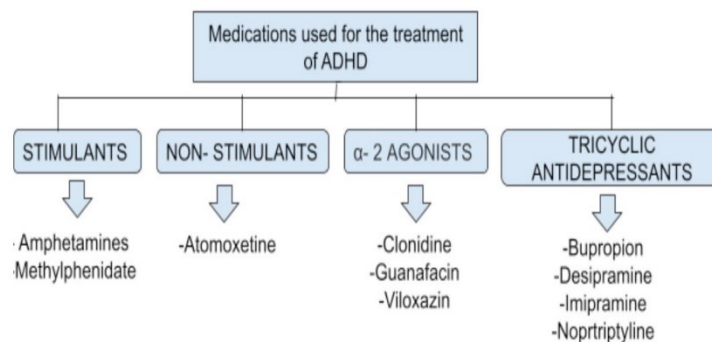 Medications used for the treatment
of ADHD
STIMULANTS
- Amphetamines
-Methylphenidate
NON- STIMULANTS
-Atomoxetine
α- 2 AGONISTS
-Clonidine
-Guanafacin
-Viloxazin
TRICYCLIC
ANTIDEPRESSANTS
-Bupropion
-Desipramine
-Imipramine
-Noprtriptyline